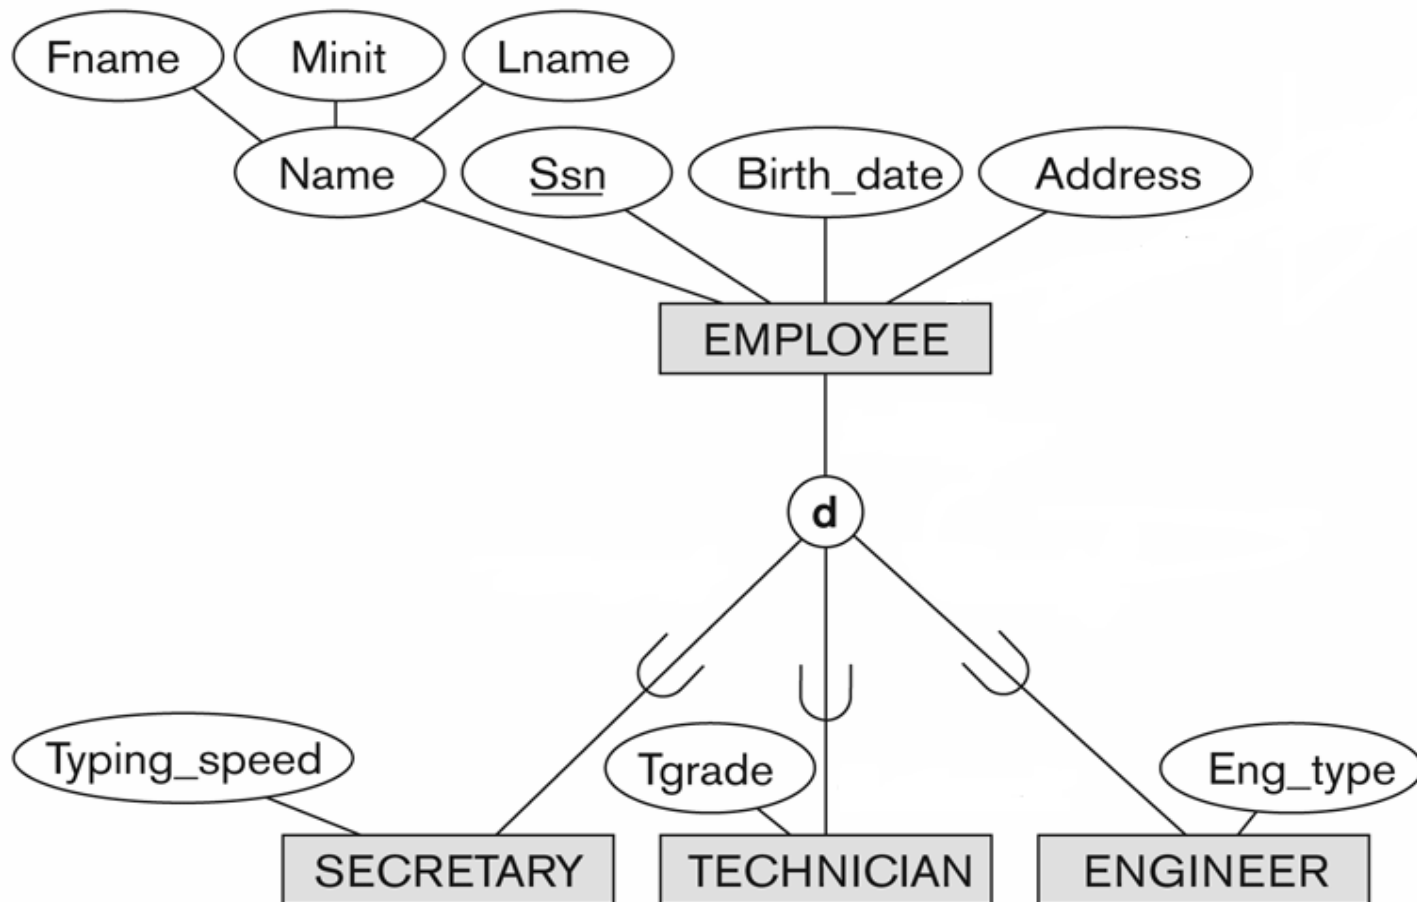 Fname
Minit
Lname
Name
Ssn
Birth_date
Address
EMPLOYEE
d
Typing_speed
Tgrade
Eng_type
SECRETARY
TECHNICIAN
ENGINEER